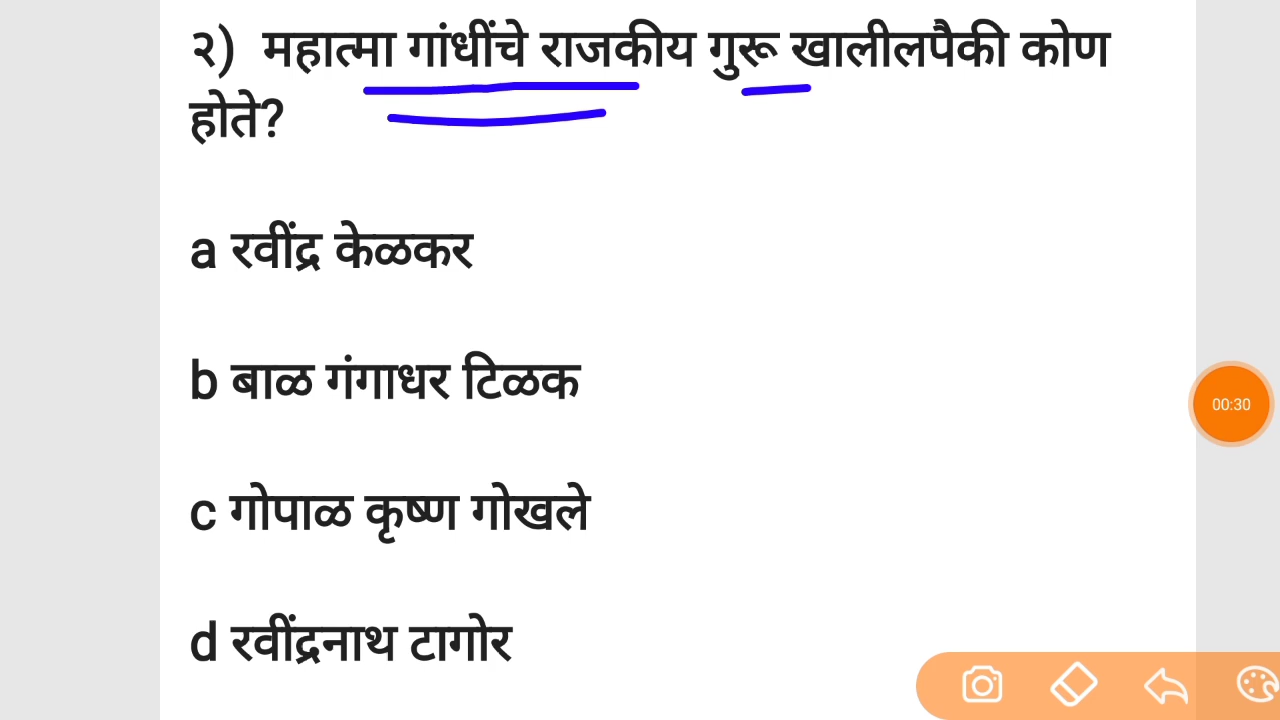 २) महात्मा गांधींचे राजकीय गुरू खालीलपैकी कोण
होते?
a रवींद्र केळकर
b बाळ गंगाधर टिळक
00:30
c गोपाळ कृष्ण गोखले
d रवींद्रनाथ टागोर